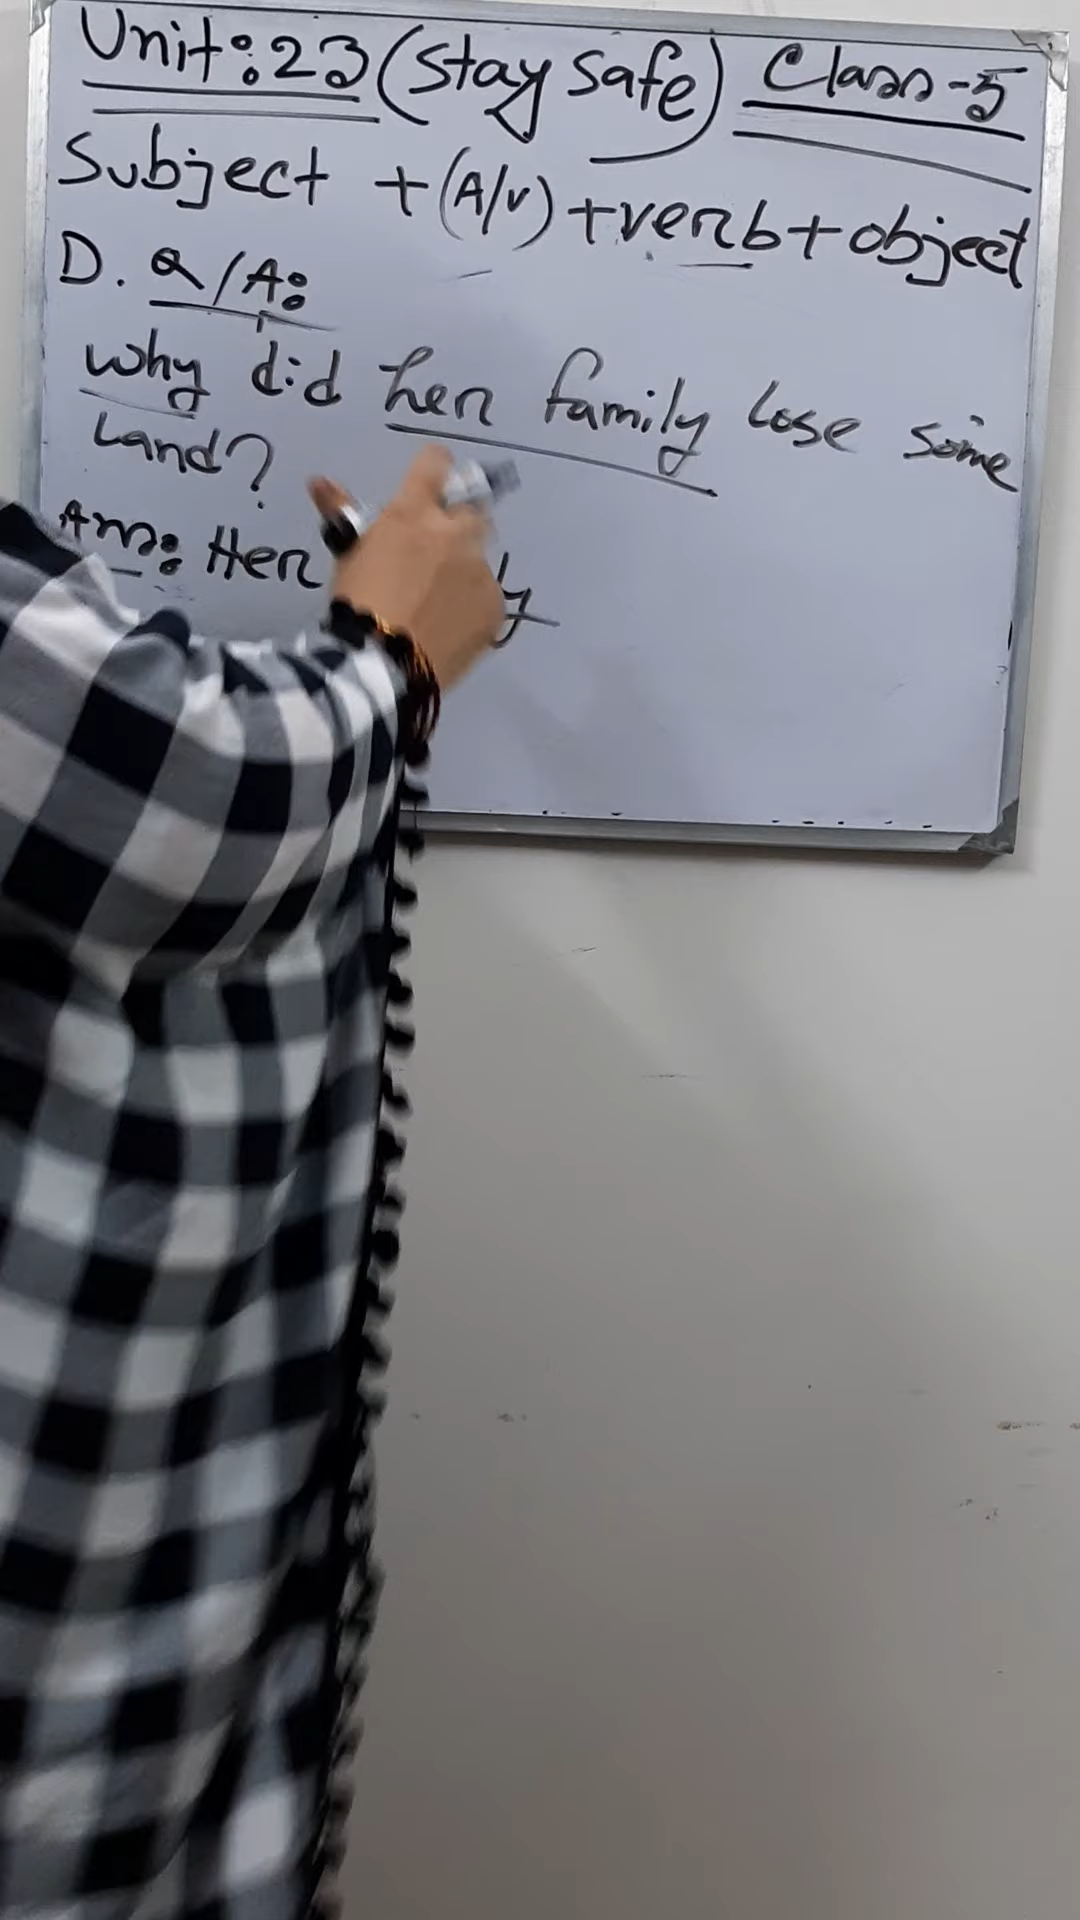 Unit:23 (Stay Safe) Class-5
Subject + (A/V) + verb + object
D. Q/A:
Why did her family lose some
Land?
Ans: Her